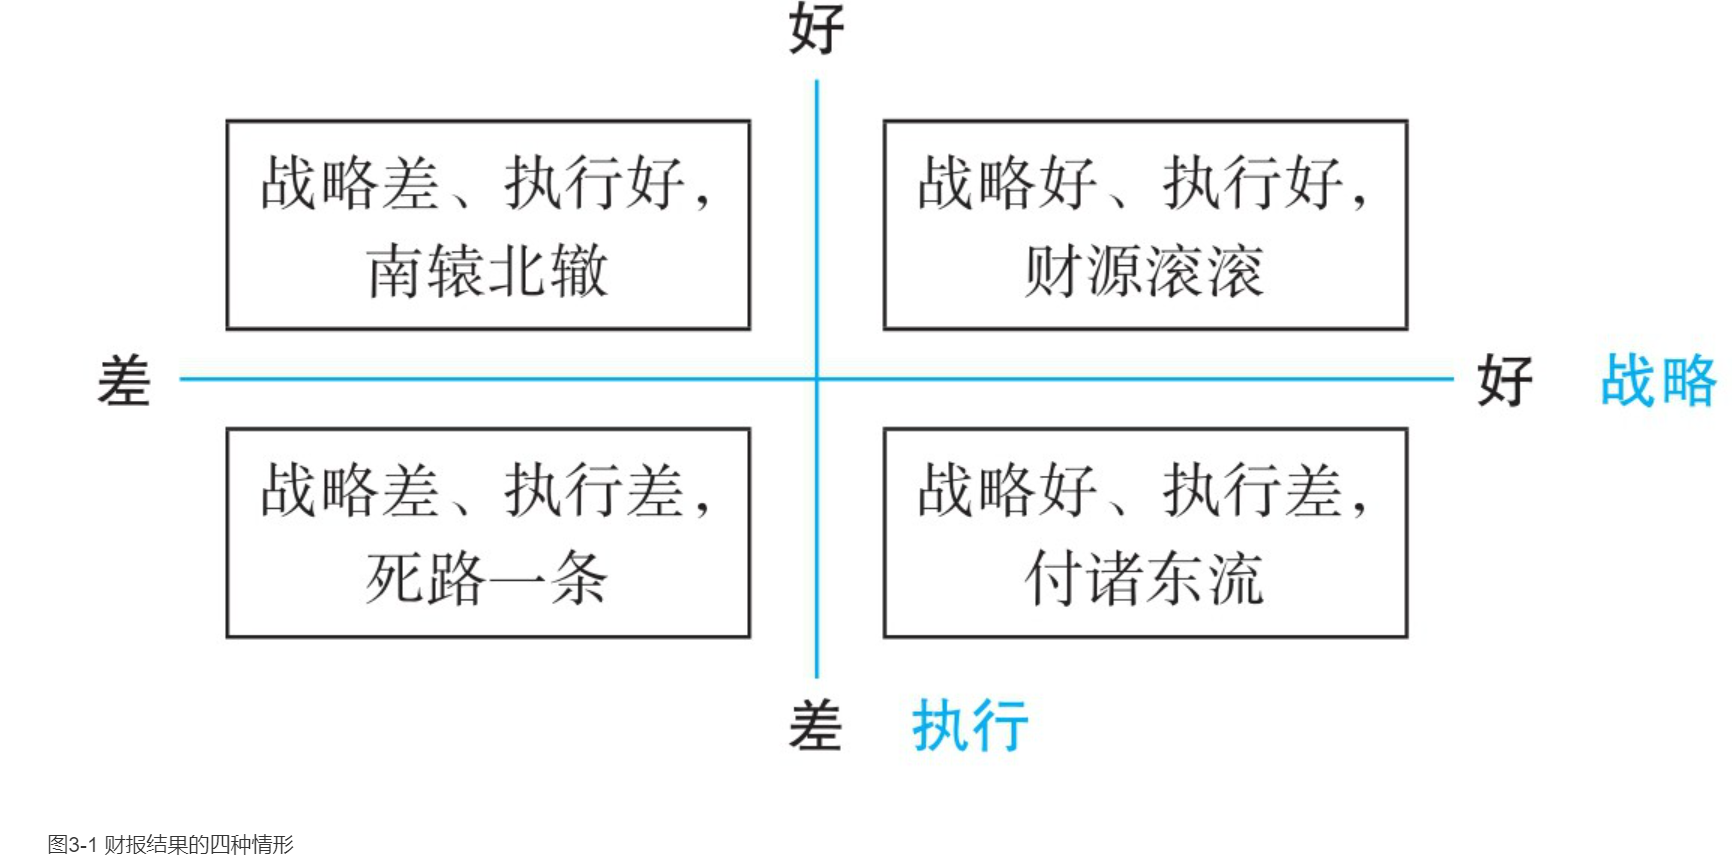 好
战略差、执行好，
南辕北辙
战略好、执行好，
财源滚滚
差
好
战略
战略差、执行差，
死路一条
战略好、执行差，
付诸东流
差
执行
图3-1 财报结果的四种情形